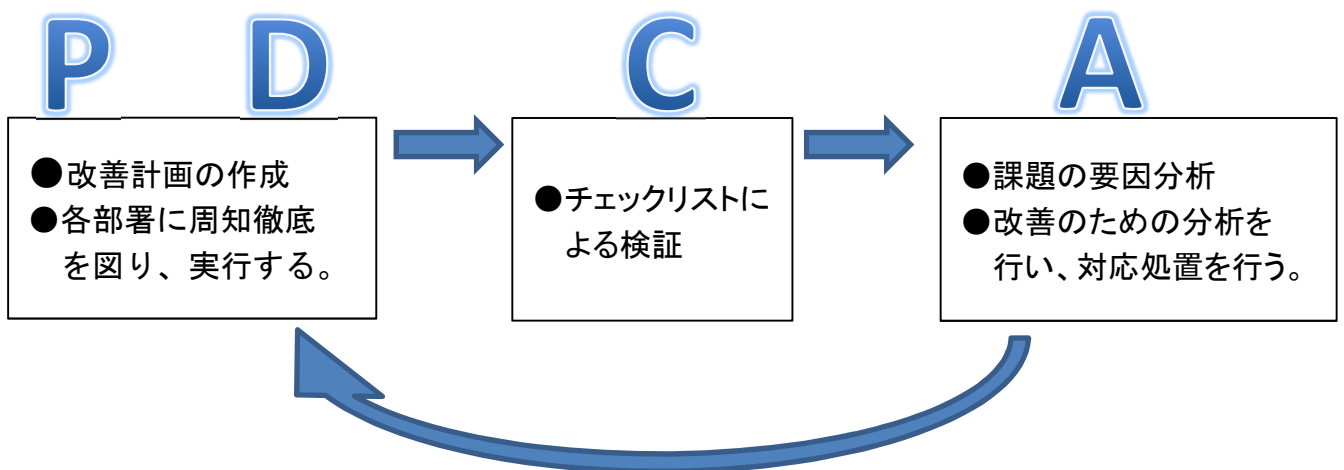 P D C A
●改善計画の作成
●各部署に周知徹底
を図り、実行する。
●チェックリストに
よる検証
●課題の要因分析
●改善のための分析を
行い、対応処置を行う。